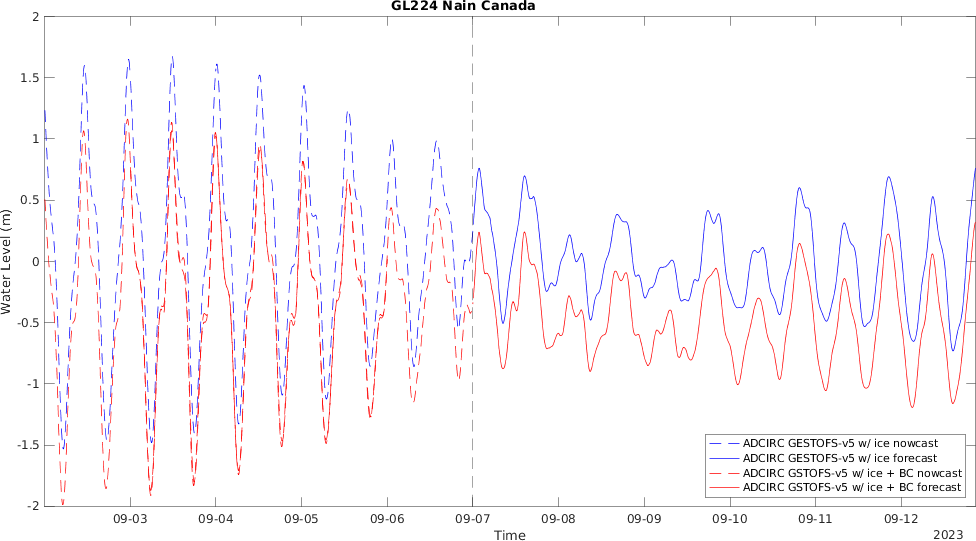 GL224 Nain Canada
2
1.5
1
0.5
0
-0.5
-1
-1.5
-2
Water Level (m)
ADCIRC GESTOFS-v5 w/ ice nowcast
ADCIRC GESTOFS-v5 w/ ice forecast
ADCIRC GSTOFS-v5 w/ ice + BC nowcast
ADCIRC GSTOFS-v5 w/ ice + BC forecast
09-03 09-04 09-05 09-06 09-07 09-08 09-09 09-10 09-11 09-12
Time
2023